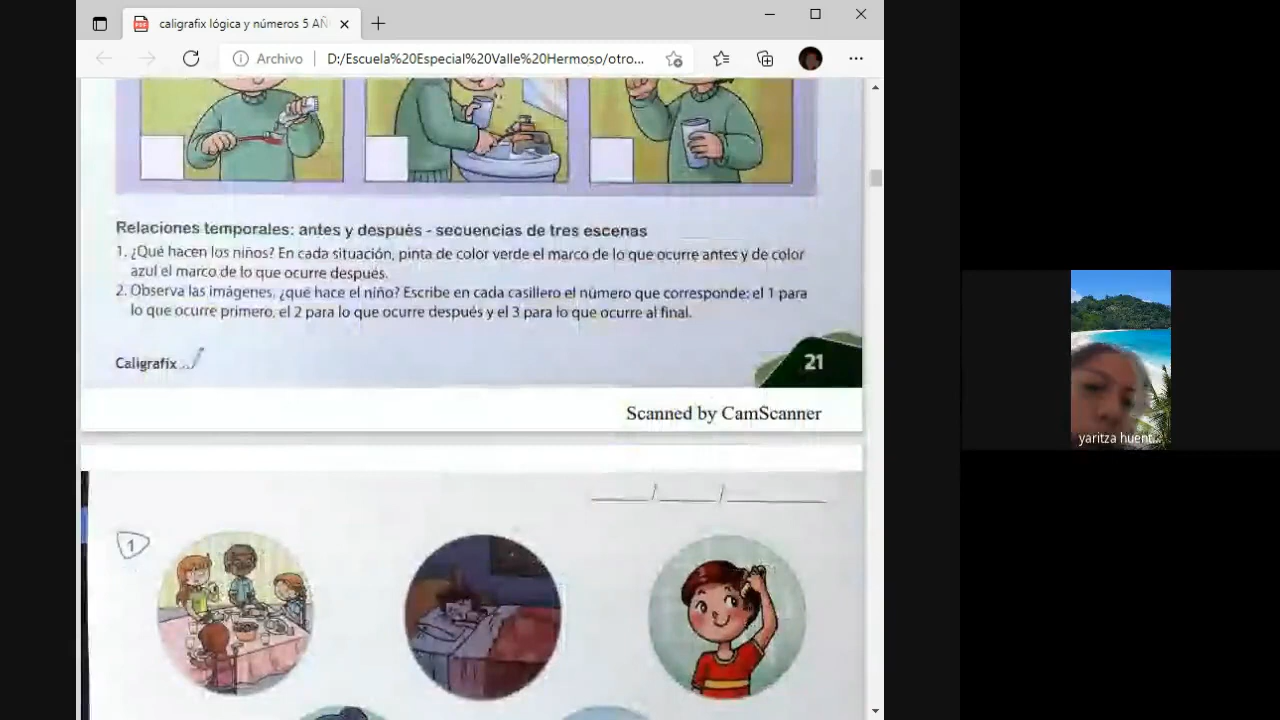 caligrafix lógica y números 5 AÑ
Archivo
D:/Escuela%20Especial%20Valle%20Hermoso/otro...
Relaciones temporales: antes y después - secuencias de tres escenas
1. ¿Qué hacen los niños? En cada situación, pinta de color verde el marco de lo que ocurre antes y de color
azul el marco de lo que ocurre después.
2. Observa las imágenes, ¿qué hace el niño? Escribe en cada casillero el número que corresponde: el 1 para
lo que ocurre primero, el 2 para lo que ocurre después y el 3 para lo que ocurre al final.
Caligrafix
21
Scanned by CamScanner
____/____/________
1
yaritza huent...